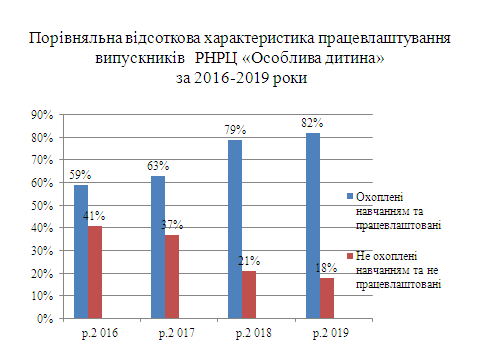 Порівняльна відсоткова характеристика працевлаштування
випускників РНРЦ «Особлива дитина»
за 2016-2019 роки
90%
80%
70%
60%
50%
40%
30%
20%
10%
0%
59%
41%
63%
37%
79%
21%
82%
18%
р.2 016
р.2 017
р.2 018
р.2 019
Охоплені
навчанням та
працевлаштовані
Не охоплені
навчанням та не
працевлаштовані